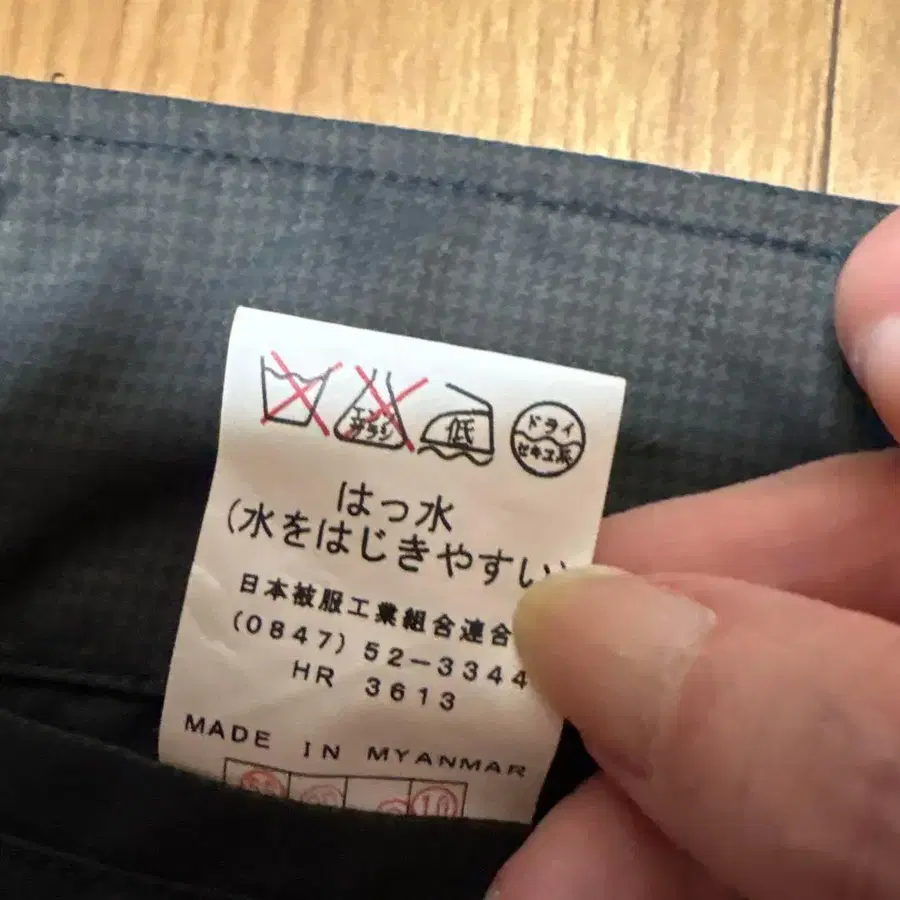 エンソ サラシ
低
ドライ
セキユ系
はっ水
(水をはじきやすい)
日本被服工業組合連合
(0847) 52-3344
HR 3613
MADE IN MYANMAR
10